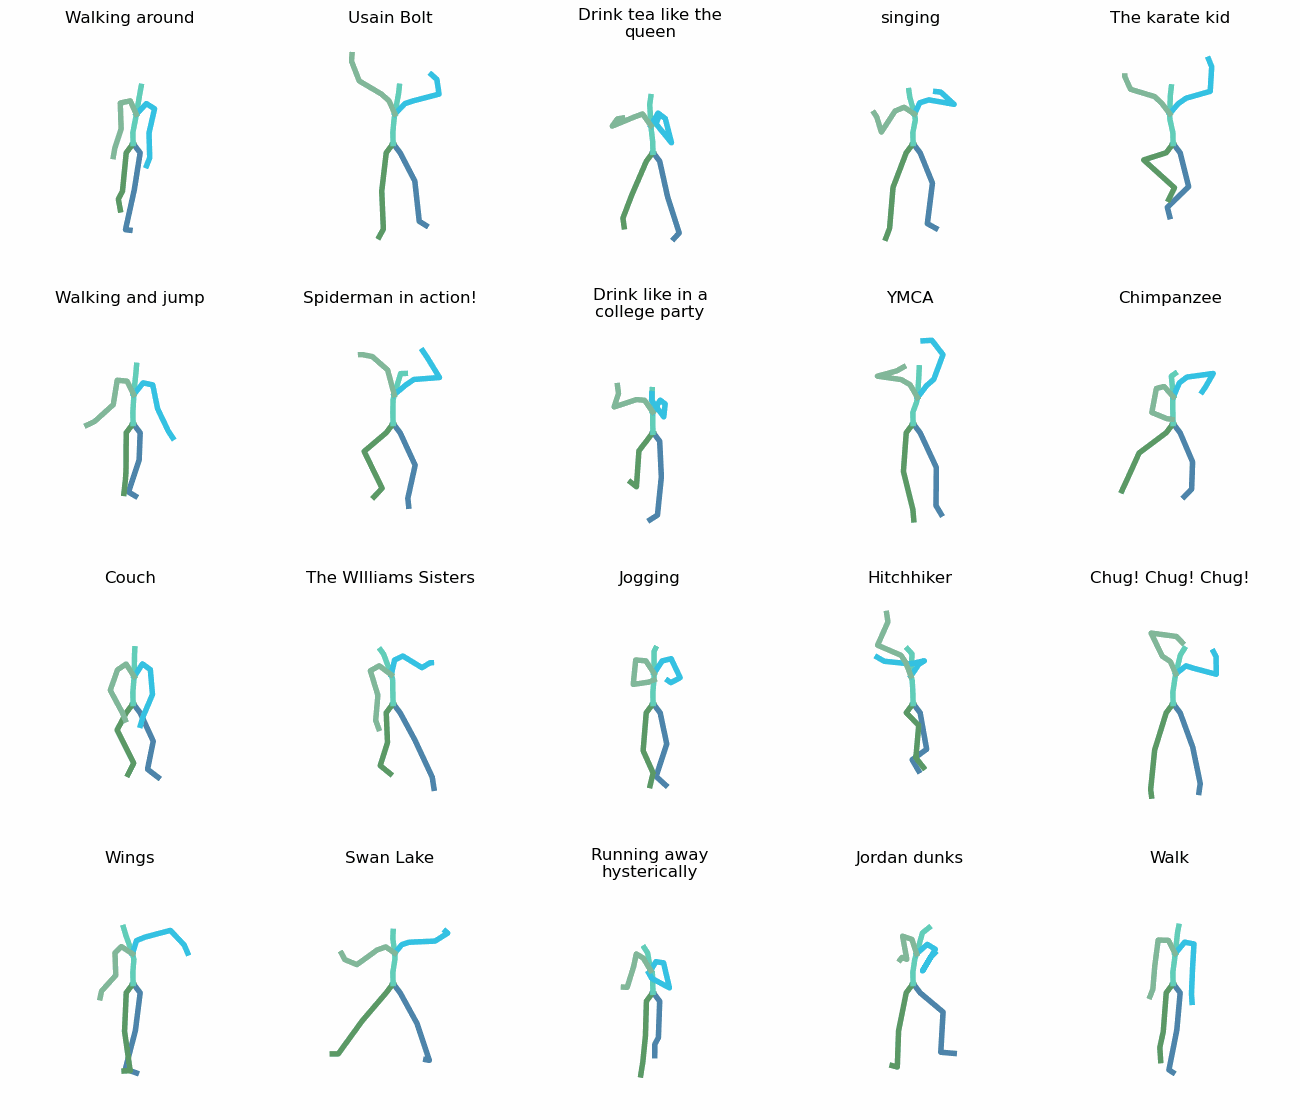 Walking around
Usain Bolt
Drink tea like the
queen
singing
The karate kid
Walking and jump
Spiderman in action!
Drink like in a
college party
YMCA
Chimpanzee
Couch
The WIlliams Sisters
Jogging
Hitchhiker
Chug! Chug! Chug!
Wings
Swan Lake
Running away
hysterically
Jordan dunks
Walk